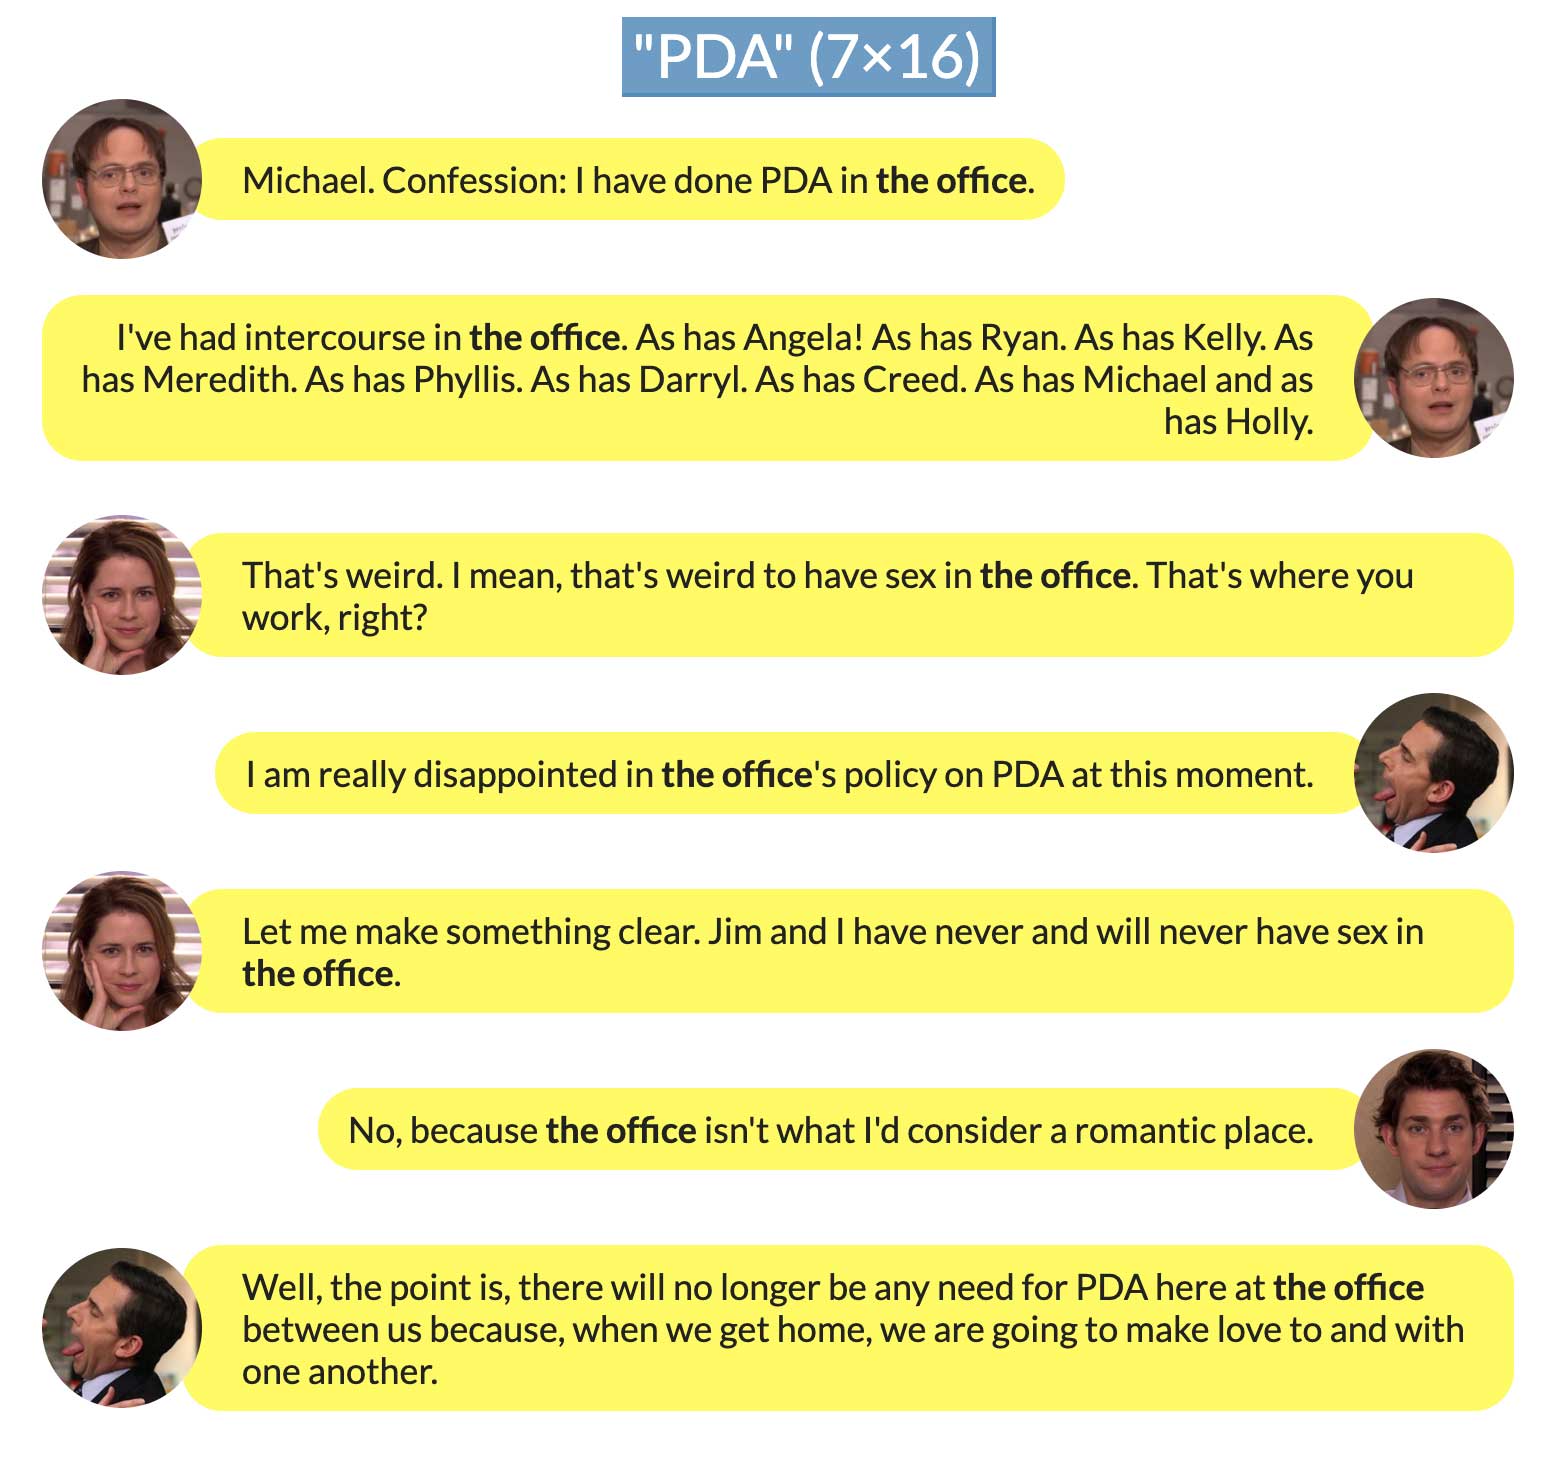 "PDA" (7×16)
Michael. Confession: I have done PDA in the office.
I've had intercourse in the office. As has Angela! As has Ryan. As has Kelly. As
has Meredith. As has Phyllis. As has Darryl. As has Creed. As has Michael and as
has Holly.
That's weird. I mean, that's weird to have sex in the office. That's where you
work, right?
I am really disappointed in the office's policy on PDA at this moment.
Let me make something clear. Jim and I have never and will never have sex in
the office.
No, because the office isn't what I'd consider a romantic place.
Well, the point is, there will no longer be any need for PDA here at the office
between us because, when we get home, we are going to make love to and with
one another.